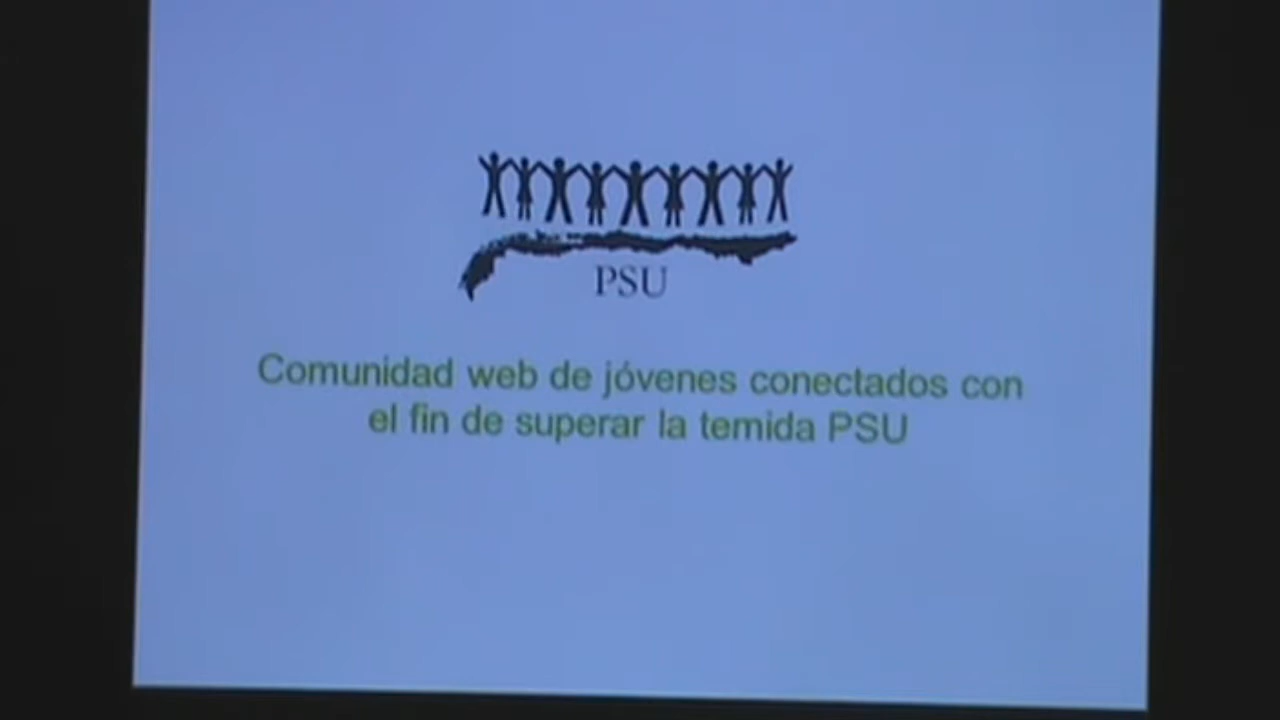 PSU
Comunidad web de jóvenes conectados con
el fin de superar la temida PSU